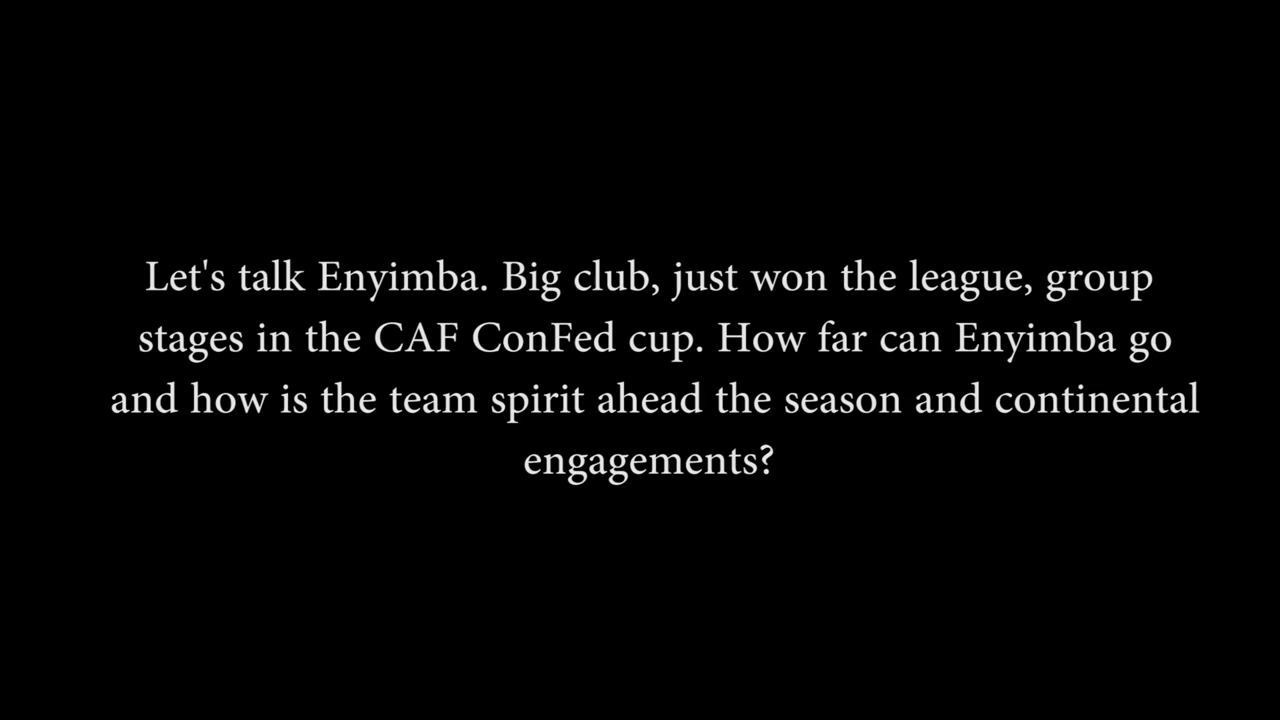 Let's talk Enyimba. Big club, just won the league, group
stages in the CAF ConFed cup. How far can Enyimba go
and how is the team spirit ahead the season and continental
engagements?